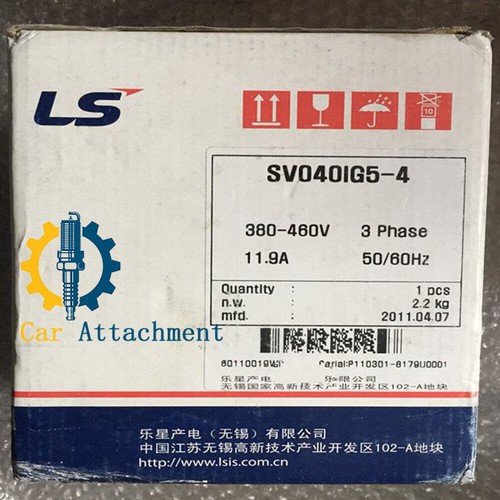 LS
10
SV040IG5-4
380-460V 3 Phase
11.9A 50/60Hz
Quantity : 1 pcs
n.w. : 2.2 kg
mfd. : 2011.04.07
Car Attachment
乐星产电 乐限公司
无锡国家高新技术产业开发区102-A地块
乐星产电（无锡）有限公司
中国江苏无锡高新技术产业开发区102-A地块
http://www.lsis.com.cn